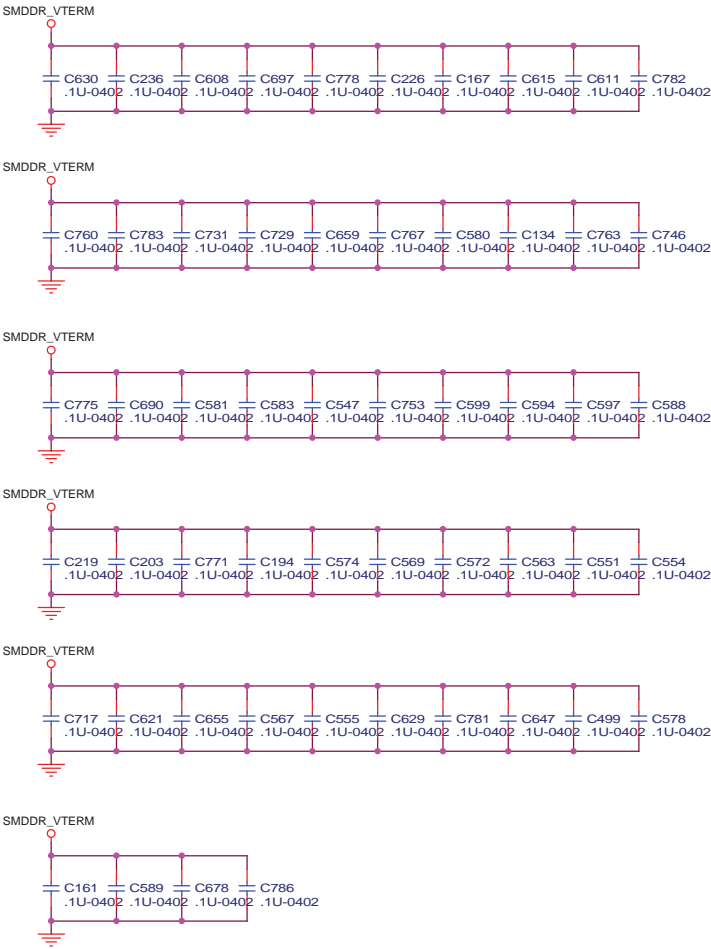 SMDDR_VTERM
C630 C236 C608 C697 C778 C226 C167 C615 C611 C782
.1U-0402 .1U-0402 .1U-0402 .1U-0402 .1U-0402 .1U-0402 .1U-0402 .1U-0402 .1U-0402 .1U-0402
SMDDR_VTERM
C760 C783 C731 C729 C659 C767 C580 C134 C763 C746
.1U-0402 .1U-0402 .1U-0402 .1U-0402 .1U-0402 .1U-0402 .1U-0402 .1U-0402 .1U-0402 .1U-0402
SMDDR_VTERM
C775 C690 C581 C583 C547 C753 C599 C594 C597 C588
.1U-0402 .1U-0402 .1U-0402 .1U-0402 .1U-0402 .1U-0402 .1U-0402 .1U-0402 .1U-0402 .1U-0402
SMDDR_VTERM
C219 C203 C771 C194 C574 C569 C572 C563 C551 C554
.1U-0402 .1U-0402 .1U-0402 .1U-0402 .1U-0402 .1U-0402 .1U-0402 .1U-0402 .1U-0402 .1U-0402
SMDDR_VTERM
C717 C621 C655 C567 C555 C629 C781 C647 C499 C578
.1U-0402 .1U-0402 .1U-0402 .1U-0402 .1U-0402 .1U-0402 .1U-0402 .1U-0402 .1U-0402 .1U-0402
SMDDR_VTERM
C161 C589 C678 C786
.1U-0402 .1U-0402 .1U-0402 .1U-0402